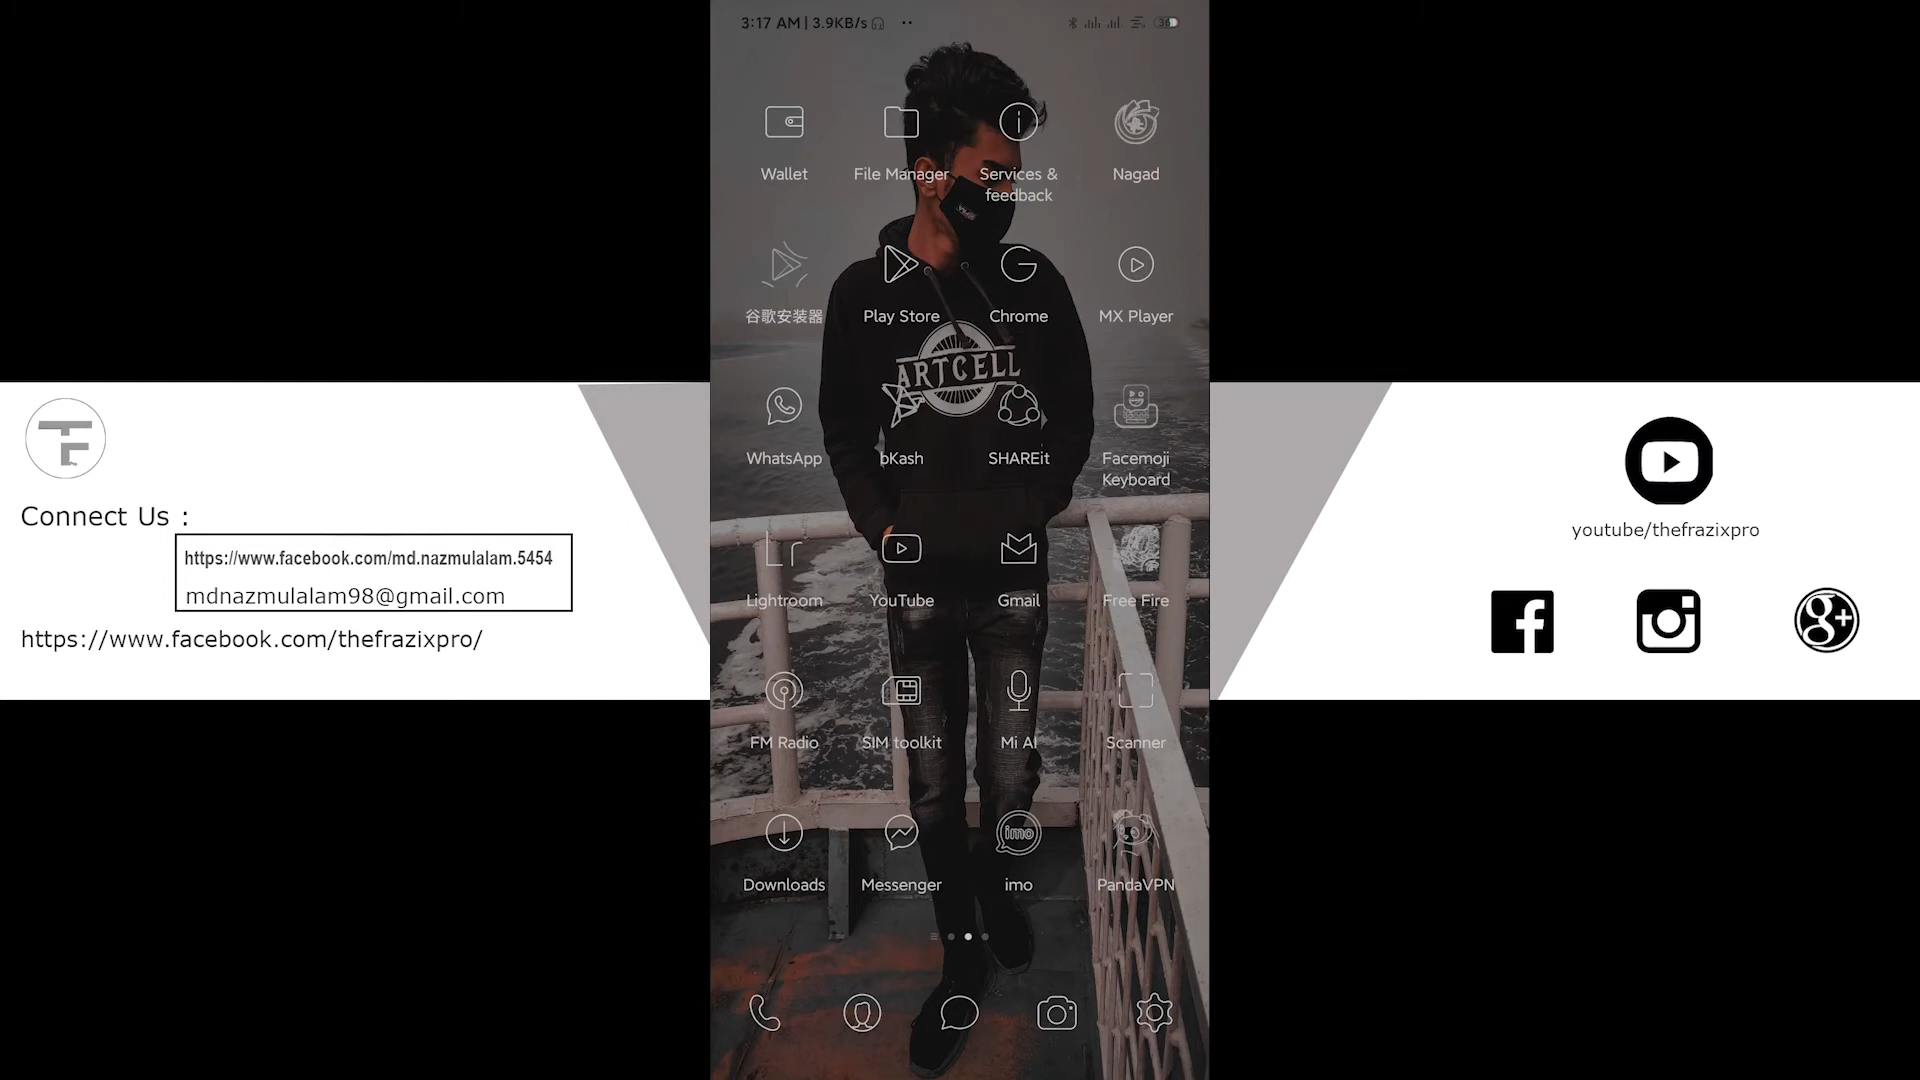 3:17 AM | 3.9KB/s
36
Wallet
File Manager
Services &
feedback
Nagad
谷歌安装器
Play Store
Chrome
MX Player
ARTCELL
WhatsApp
bKash
SHAREit
Facemoji
Keyboard
Lr
Lightroom
YouTube
Gmail
Free Fire
FM Radio
SIM toolkit
Mi AI
Scanner
imo
Downloads
Messenger
imo
PandaVPN
TF
Connect Us :
https://www.facebook.com/md.nazmulalam.5454
mdnazmulalam98@gmail.com
https://www.facebook.com/thefrazixpro/
youtube/thefrazixpro
f
g+